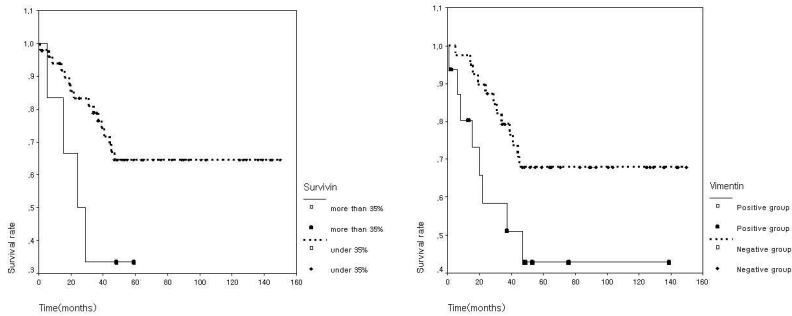 1,1
1,0
,9
,8
,7
,6
,5
,4
,3
0 20 40 60 80 100 120 140 160
Survival rate
Time(months)
Survivin
more than 35%
more than 35%
under 35%
under 35%
1,1
1,0
,9
,8
,7
,6
,5
,4
0 20 40 60 80 100 120 140 160
Survival rate
Time(months)
Vimentin
Positive group
Positive group
Negative group
Negative group